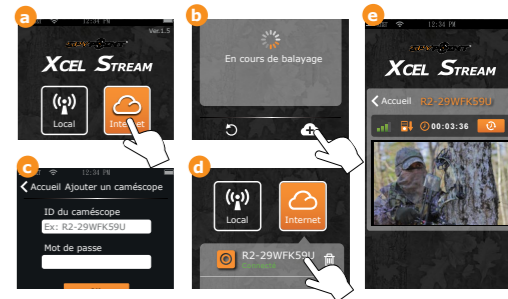 a
12:34 PM
Ver.1.5
XCEL STREAM
Local
Internet
b
En cours de balayage
c
12:34 PM
Accueil Ajouter un caméscope
ID du caméscope
Ex: R2-29WFK59U
Mot de passe
d
Local
Internet
R2-29WFK59U
e
12:34 PM
XCEL STREAM
Accueil R2-29WFK59U
00:03:36